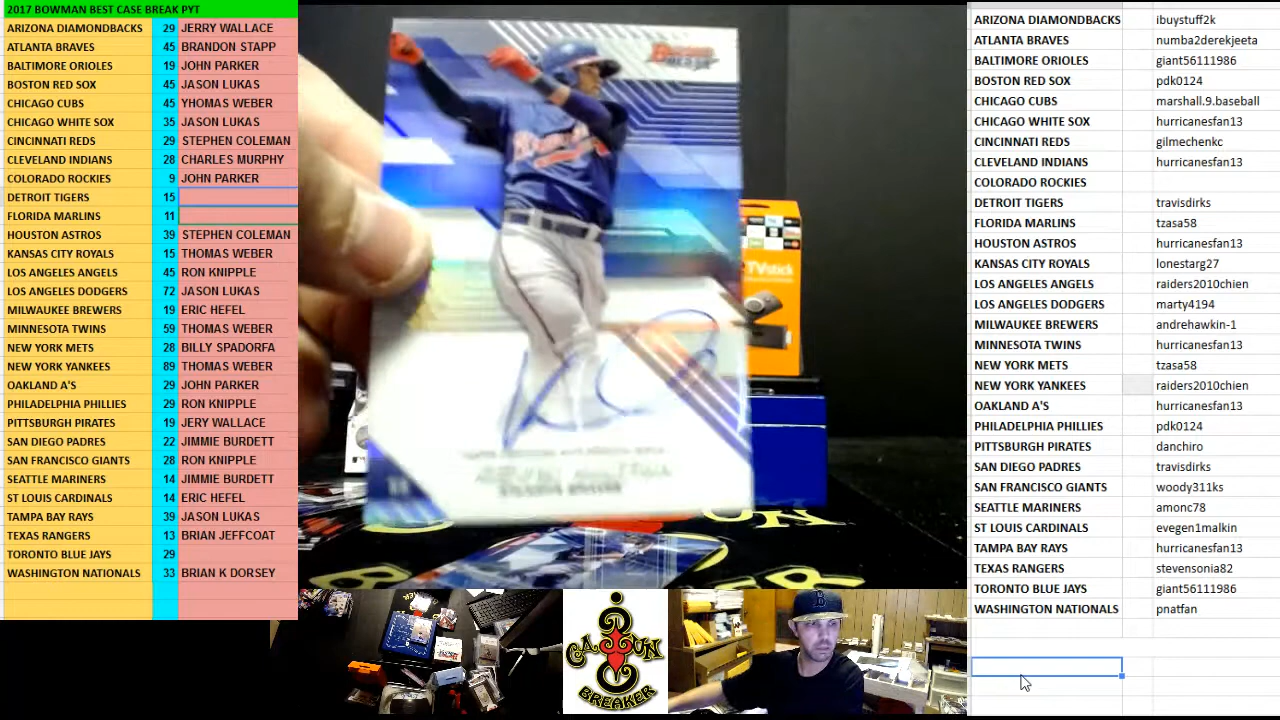 2017 BOWMAN BEST CASE BREAK PYT
ARIZONA DIAMONDBACKS 29 JERRY WALLACE
ATLANTA BRAVES 45 BRANDON STAPP
BALTIMORE ORIOLES 19 JOHN PARKER
BOSTON RED SOX 45 JASON LUKAS
CHICAGO CUBS 45 YHOMAS WEBER
CHICAGO WHITE SOX 35 JASON LUKAS
CINCINNATI REDS 29 STEPHEN COLEMAN
CLEVELAND INDIANS 28 CHARLES MURPHY
COLORADO ROCKIES 9 JOHN PARKER
DETROIT TIGERS 15
FLORIDA MARLINS 11
HOUSTON ASTROS 39 STEPHEN COLEMAN
KANSAS CITY ROYALS 15 THOMAS WEBER
LOS ANGELES ANGELS 45 RON KNIPPLE
LOS ANGELES DODGERS 72 JASON LUKAS
MILWAUKEE BREWERS 19 ERIC HEFEL
MINNESOTA TWINS 59 THOMAS WEBER
NEW YORK METS 28 BILLY SPADORFA
NEW YORK YANKEES 89 THOMAS WEBER
OAKLAND A'S 29 JOHN PARKER
PHILADELPHIA PHILLIES 29 RON KNIPPLE
PITTSBURGH PIRATES 19 JERY WALLACE
SAN DIEGO PADRES 22 JIMMIE BURDETT
SAN FRANCISCO GIANTS 28 RON KNIPPLE
SEATTLE MARINERS 14 JIMMIE BURDETT
ST LOUIS CARDINALS 14 ERIC HEFEL
TAMPA BAY RAYS 39 JASON LUKAS
TEXAS RANGERS 13 BRIAN JEFFCOAT
TORONTO BLUE JAYS 29
WASHINGTON NATIONALS 33 BRIAN K DORSEY
TVstick
CAJUN
BREAKER
ARIZONA DIAMONDBACKS ibuystuff2k
ATLANTA BRAVES numba2derekjeeta
BALTIMORE ORIOLES giant56111986
BOSTON RED SOX pdk0124
CHICAGO CUBS marshall.9.baseball
CHICAGO WHITE SOX hurricanesfan13
CINCINNATI REDS gilmechenkc
CLEVELAND INDIANS hurricanesfan13
COLORADO ROCKIES
DETROIT TIGERS travisdirks
FLORIDA MARLINS tzasa58
HOUSTON ASTROS hurricanesfan13
KANSAS CITY ROYALS lonestarg27
LOS ANGELS ANGELS raiders2010chien
LOS ANGELS DODGERS marty4194
MILWAUKEE BREWERS andrehawkin-1
MINNESOTA TWINS hurricanesfan13
NEW YORK METS tzasa58
NEW YORK YANKEES raiders2010chien
OAKLAND A'S hurricanesfan13
PHILADELPHIA PHILLIES pdk0124
PITTSBURGH PIRATES danchiro
SAN DIEGO PADRES travisdirks
SAN FRANCISCO GIANTS woody311ks
SEATTLE MARINERS amonc78
ST LOUIS CARDINALS evegen1malkin
TAMPA BAY RAYS hurricanesfan13
TEXAS RANGERS stevensonia82
TORONTO BLUE JAYS giant56111986
WASHINGTON NATIONALS pnatfan